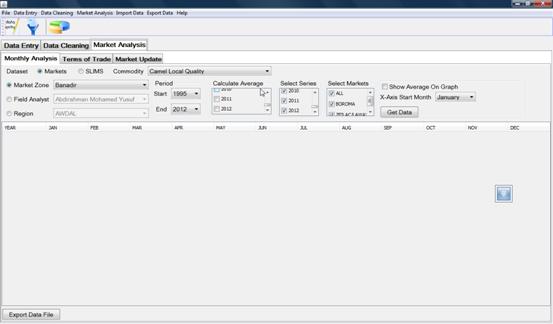 File Data Entry Data Cleaning Market Analysis Import Data Export Data Help
Data Entry Data Cleaning Market Analysis
Monthly Analysis Terms of Trade Market Update
Dataset Markets SLIMS Commodity Camel Local Quality
Market Zone Banadir
Field Analyst Abdirahman Mohamed Yusuf
Region AWDAL
Period
Start 1995
End 2012
Calculate Average
2010
2011
2012
Select Series
2010
2011
2012
Select Markets
ALL
BOROMA
Show Average On Graph
X-Axis Start Month January
Get Data
YEAR JAN FEB MAR APR MAY JUN JUL AUG SEP OCT NOV DEC
Export Data File